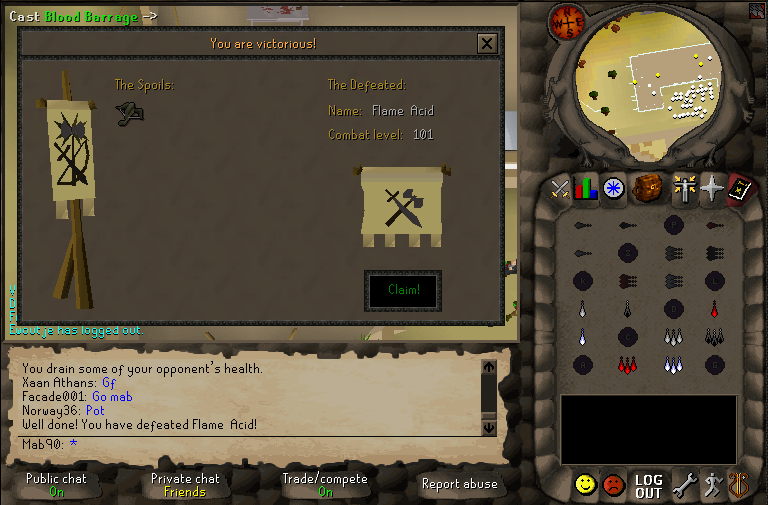 Cast Blood Barrage ->
You are victorious!
The Spoils:
The Defeated:
Name: Flame Acid
Combat level: 101
Claim!
Ewoutje has logged out.
You drain some of your opponent's health.
Xaan Athans: Gf
Facade001: Go mab
Norway36: Pot
Well done! You have defeated Flame Acid!
Mab90: *
Public chat
On
Private chat
Friends
Trade/compete
On
Report abuse
LOG
OUT